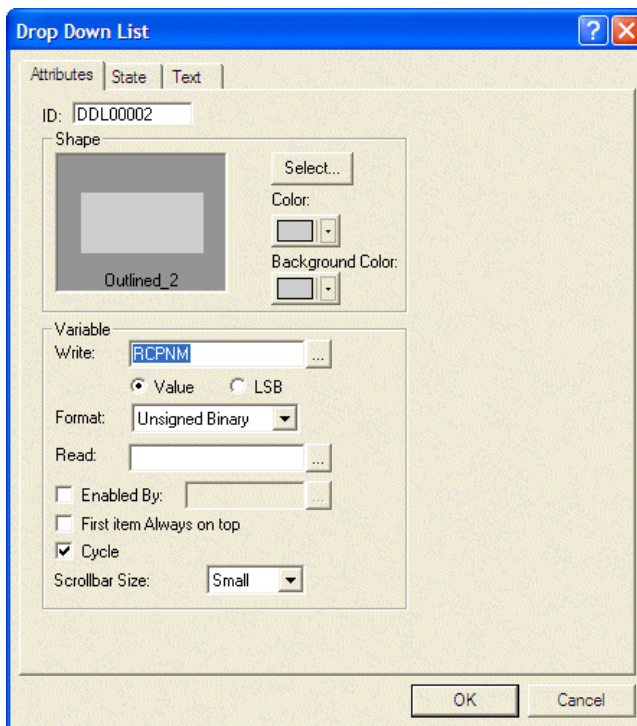 Drop Down List
Attributes State Text
ID: DDL00002
Shape
Select...
Color:
Background Color:
Outlined_2
Variable
Write: RCPNM ...
Value LSB
Format: Unsigned Binary
Read: ...
Enabled By: ...
First item Always on top
Cycle
Scrollbar Size: Small
OK Cancel